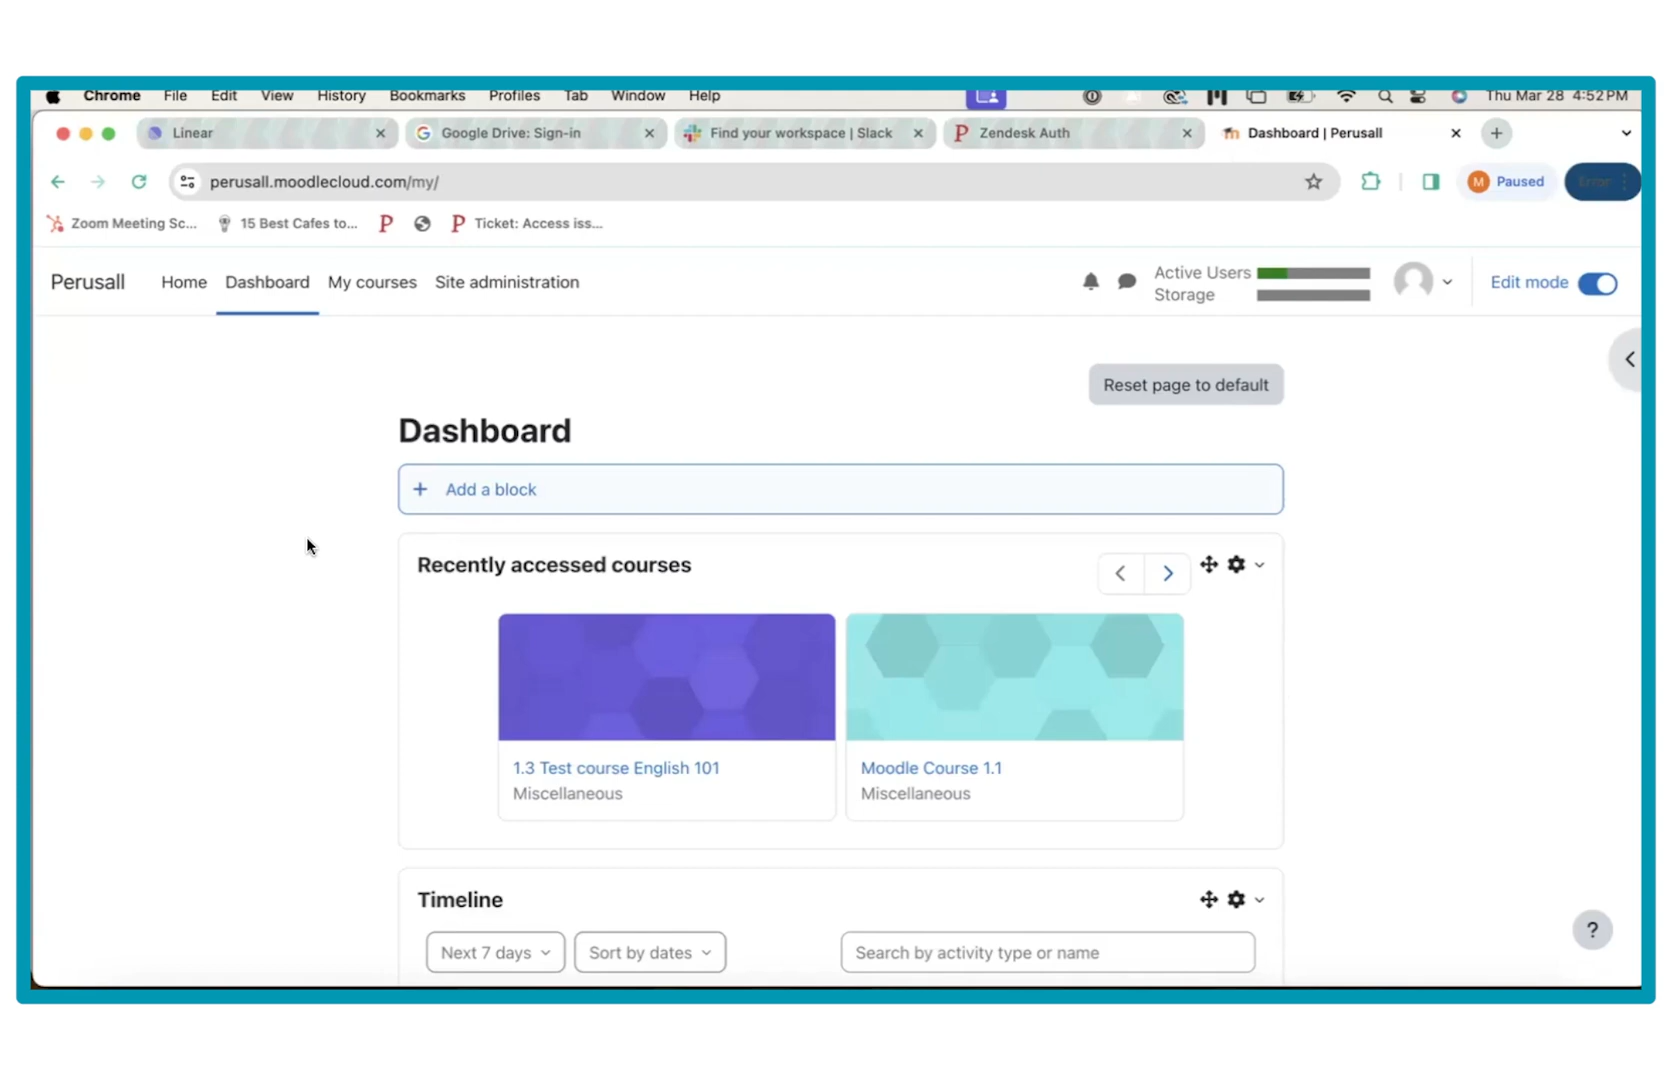 Chrome File Edit View History Bookmarks Profiles Tab Window Help Thu Mar 28 4:52 PM
Linear Google Drive: Sign-in Find your workspace | Slack Zendesk Auth Dashboard | Perusall
perusall.moodlecloud.com/my/ M Paused Error
Zoom Meeting Sc... 15 Best Cafes to... Ticket: Access iss...
Perusall Home Dashboard My courses Site administration Active Users Edit mode
Storage
Reset page to default
Dashboard
+ Add a block
Recently accessed courses
1.3 Test course English 101 Moodle Course 1.1
Miscellaneous Miscellaneous
Timeline
Next 7 days Sort by dates Search by activity type or name
?